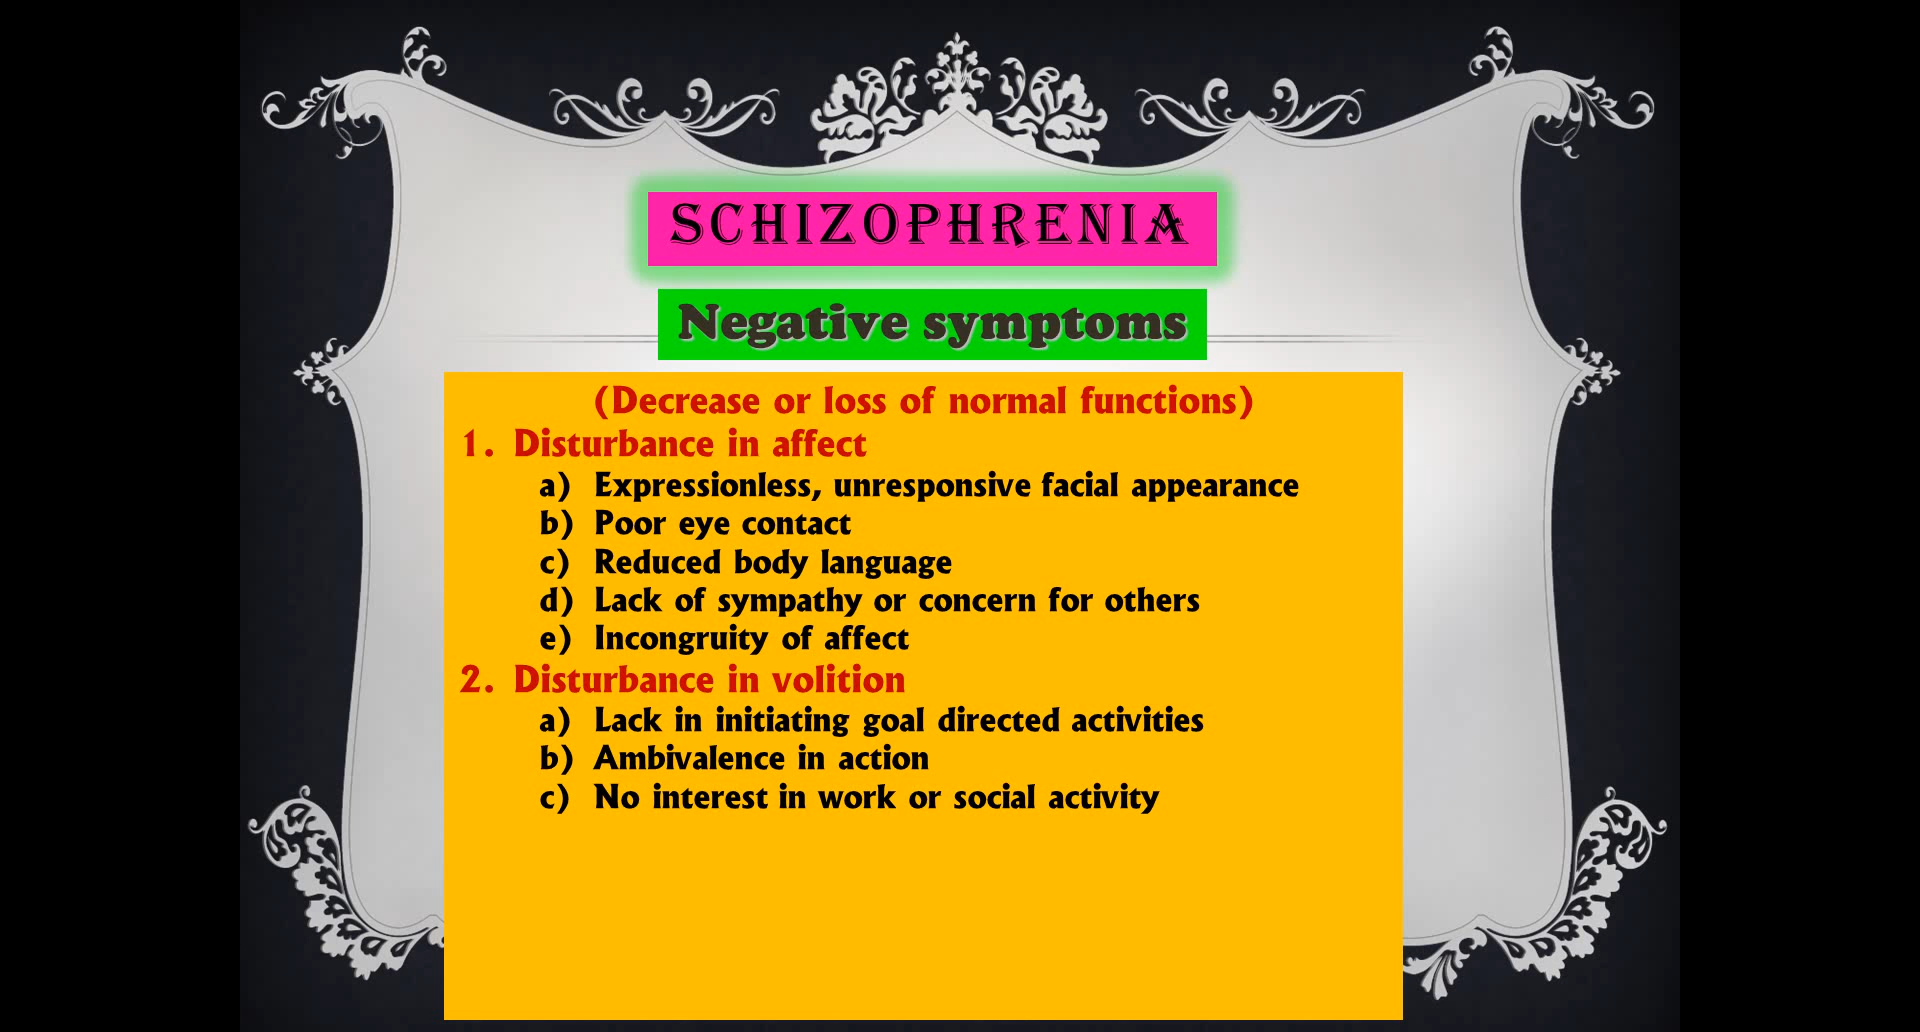 SCHIZOPHRENIA
Negative symptoms
(Decrease or loss of normal functions)
1. Disturbance in affect
a) Expressionless, unresponsive facial appearance
b) Poor eye contact
c) Reduced body language
d) Lack of sympathy or concern for others
e) Incongruity of affect
2. Disturbance in volition
a) Lack in initiating goal directed activities
b) Ambivalence in action
c) No interest in work or social activity